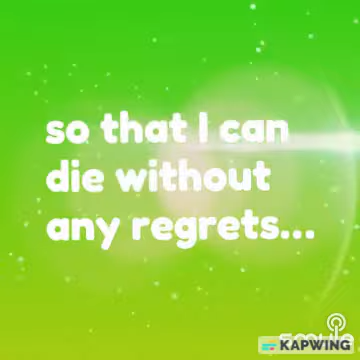 so that I can
die without
any regrets...
KAPWING